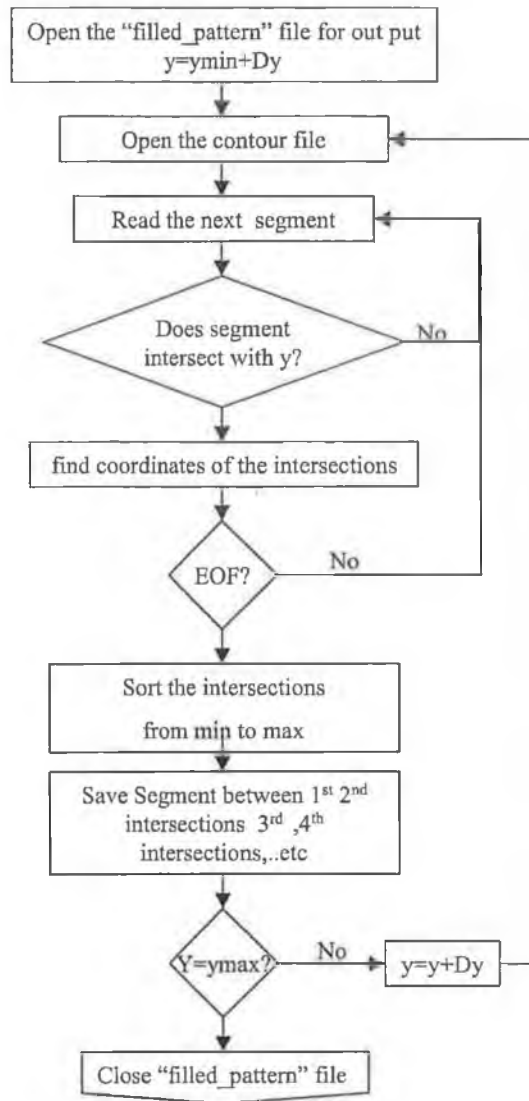 Open the “filled_pattern” file for out put
y=ymin+Dy
Open the contour file
Read the next segment
Does segment
intersect with y?
No
find coordinates of the intersections
EOF?
No
Sort the intersections
from min to max
Save Segment between 1st 2nd
intersections 3rd ,4th
intersections,..etc
Y=ymax?
No
y=y+Dy
Close “filled_pattern” file